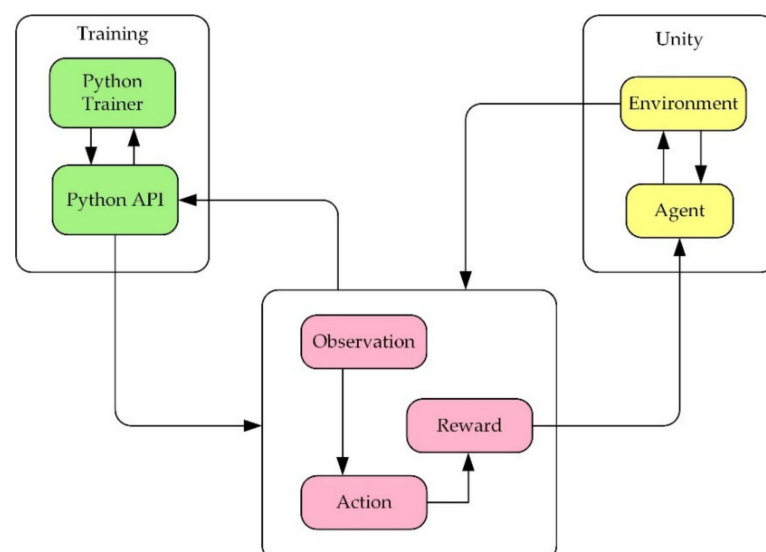 Training
Python
Trainer
Python API
Unity
Environment
Agent
Observation
Reward
Action